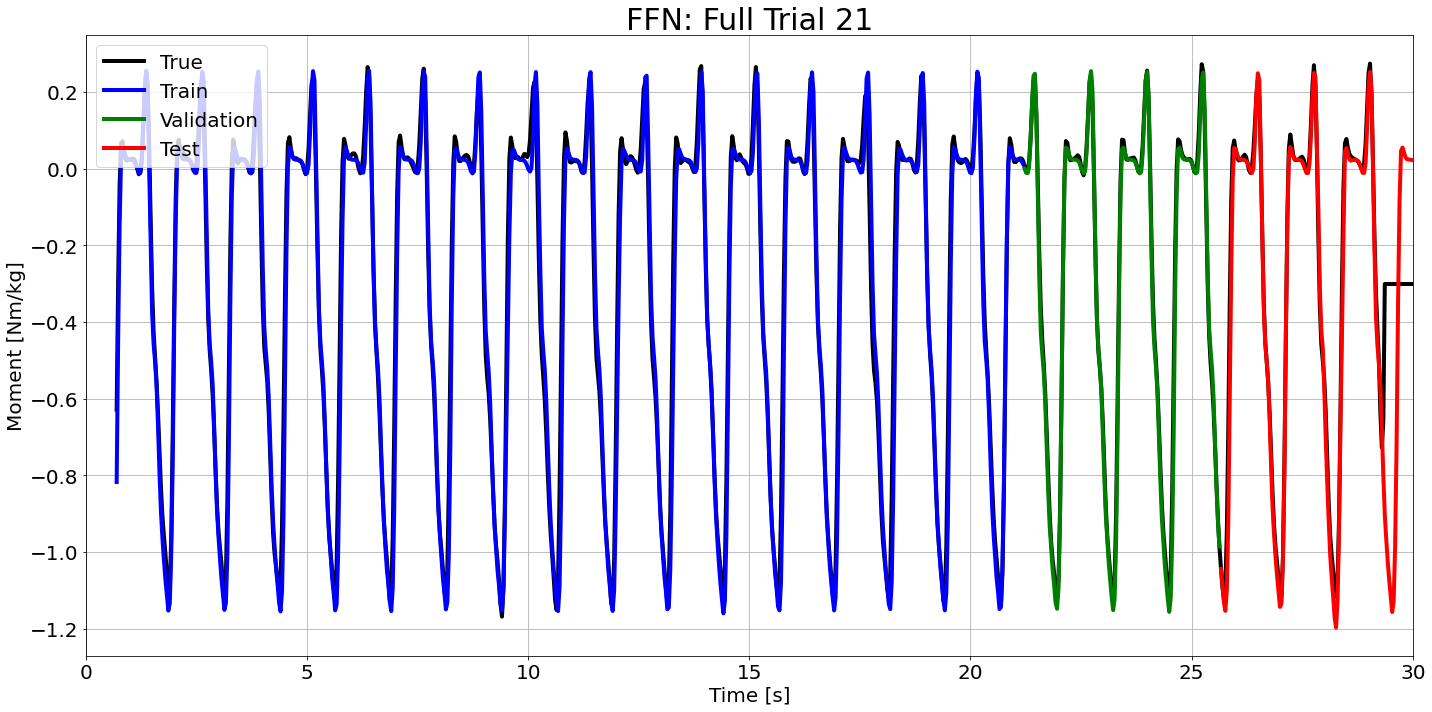 FFN: Full Trial 21
True
Train
Validation
Test
0.2
0.0
−0.2
−0.4
−0.6
−0.8
−1.0
−1.2
Moment [Nm/kg]
0 5 10 15 20 25 30
Time [s]